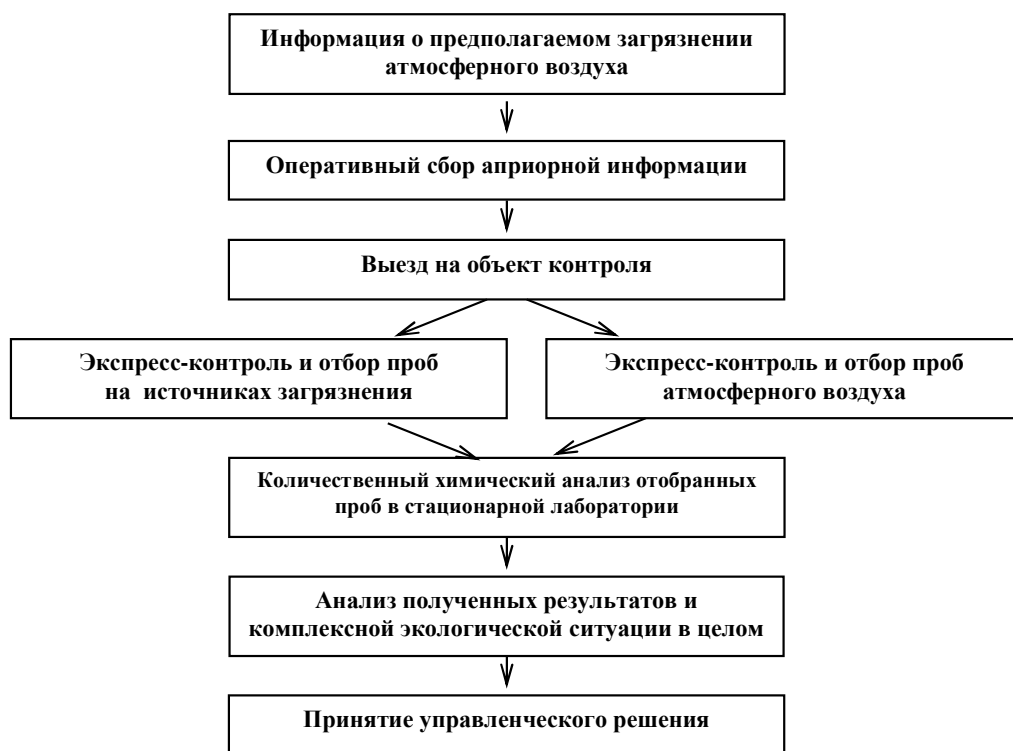 Информация о предполагаемом загрязнении
атмосферного воздуха
Оперативный сбор априорной информации
Выезд на объект контроля
Экспресс-контроль и отбор проб
на источниках загрязнения
Экспресс-контроль и отбор проб
атмосферного воздуха
Количественный химический анализ отобранных
проб в стационарной лаборатории
Анализ полученных результатов и
комплексной экологической ситуации в целом
Принятие управленческого решения